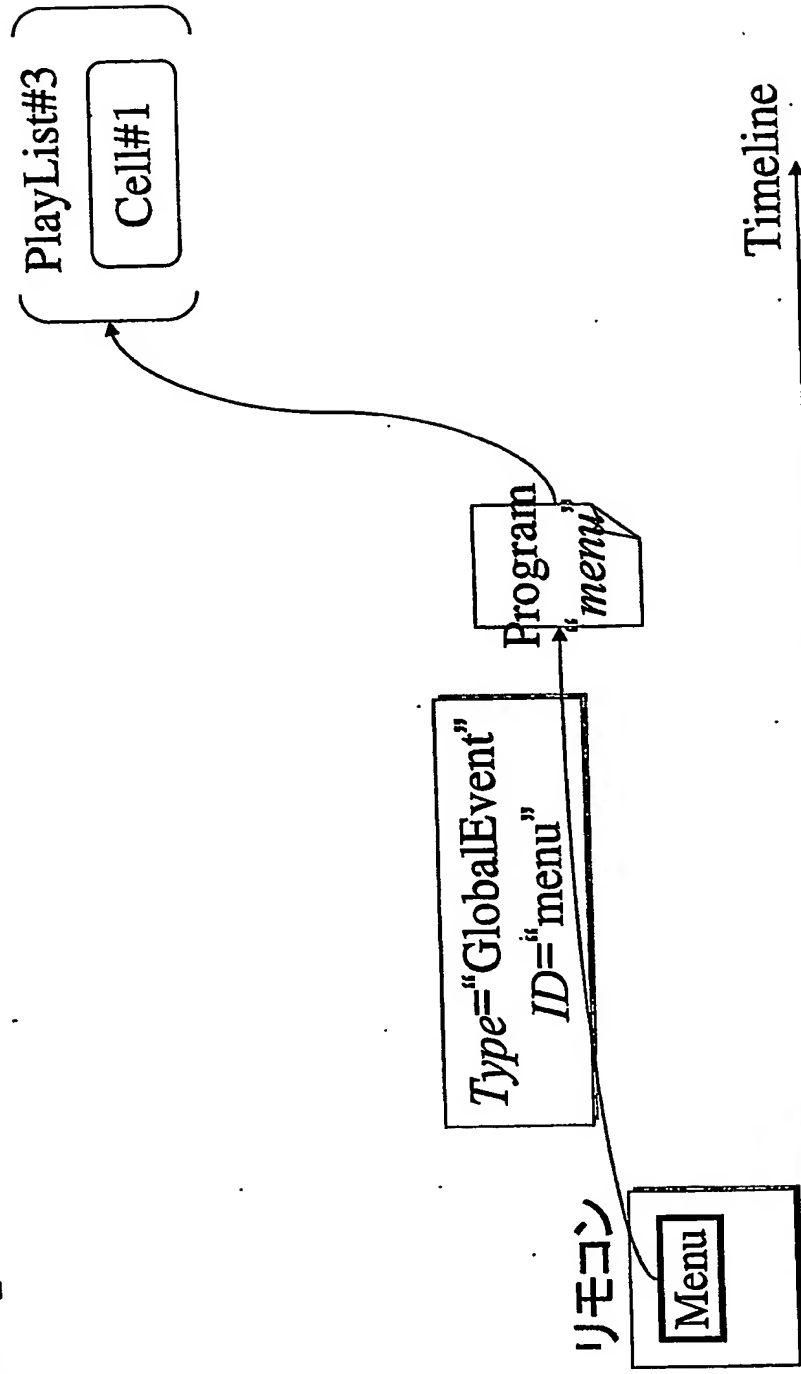 リモコン
Menu
Type=“GlobalEvent”
ID=“menu”
Program
“menu”
PlayList#3
Cell#1
Timeline